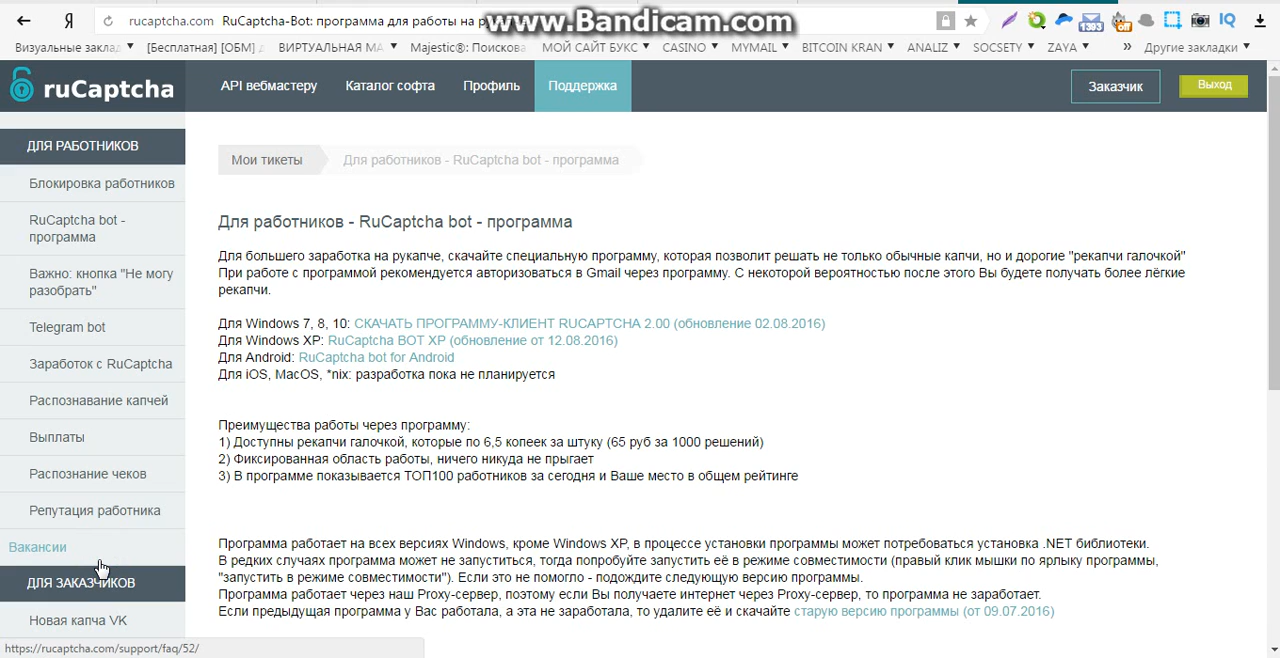 Я
rucaptcha.com RuCaptcha-Bot: программа для работы на
www.Bandicam.com
1393
off
IQ
Визуальные заклад
[Бесплатная] [ОБМ]
ВИРТУАЛЬНАЯ МА
Majestic®: Поискова
МОЙ САЙТ БУКС
CASINO
MYMAIL
BITCOIN KRAN
ANALIZ
SOCSETY
ZAYA
»
Другие закладки
ruCaptcha
API вебмастеру
Каталог софта
Профиль
Поддержка
Заказчик
Выход
ДЛЯ РАБОТНИКОВ
Блокировка работников
RuCaptcha bot -
программа
Важно: кнопка "Не могу
разобрать"
Telegram bot
Заработок с RuCaptcha
Распознавание капчей
Выплаты
Распознание чеков
Репутация работника
Вакансии
ДЛЯ ЗАКАЗЧИКОВ
Новая капча VK
Мои тикеты
Для работников - RuCaptcha bot - программа
Для работников - RuCaptcha bot - программа
Для большего заработка на рукапче, скачайте специальную программу, которая позволит решать не только обычные капчи, но и дорогие "рекапчи галочкой"
При работе с программой рекомендуется авторизоваться в Gmail через программу. С некоторой вероятностью после этого Вы будете получать более лёгкие
рекапчи.
Для Windows 7, 8, 10: СКАЧАТЬ ПРОГРАММУ-КЛИЕНТ RUCAPTCHA 2.00 (обновление 02.08.2016)
Для Windows XP: RuCaptcha BOT XP (обновление от 12.08.2016)
Для Android: RuCaptcha bot for Android
Для iOS, MacOS, *nix: разработка пока не планируется
Преимущества работы через программу:
1) Доступны рекапчи галочкой, которые по 6,5 копеек за штуку (65 руб за 1000 решений)
2) Фиксированная область работы, ничего никуда не прыгает
3) В программе показывается ТОП100 работников за сегодня и Ваше место в общем рейтинге
Программа работает на всех версиях Windows, кроме Windows XP, в процессе установки программы может потребоваться установка .NET библиотеки.
В редких случаях программа может не запуститься, тогда попробуйте запустить её в режиме совместимости (правый клик мышки по ярлыку программы,
"запустить в режиме совместимости"). Если это не помогло - подождите следующую версию программы.
Программа работает через наш Proxy-сервер, поэтому если Вы получаете интернет через Proxy-сервер, то программа не заработает.
Если предыдущая программа у Вас работала, а эта не заработала, то удалите её и скачайте старую версию программы (от 09.07.2016)
https://rucaptcha.com/support/faq/52/